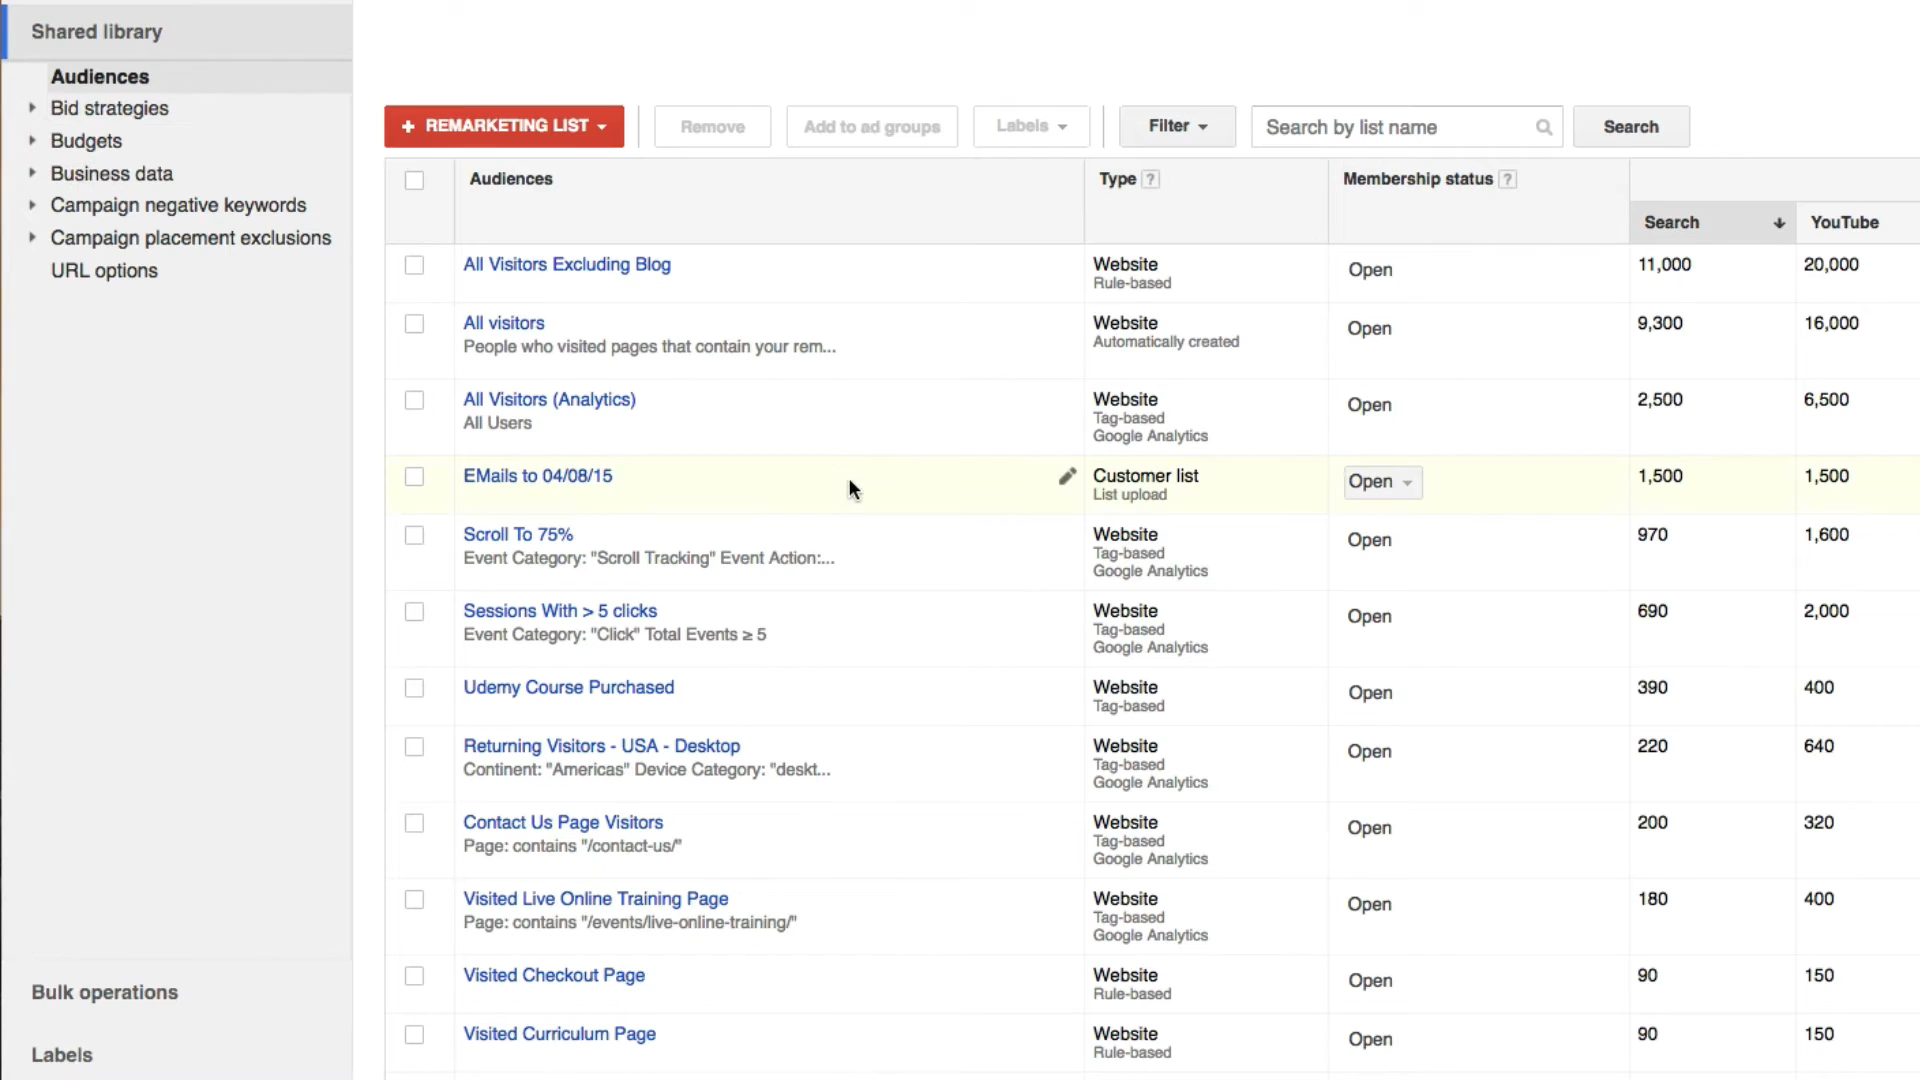 Shared library
Audiences
Bid strategies
Budgets
Business data
Campaign negative keywords
Campaign placement exclusions
URL options
Bulk operations
Labels
+ REMARKETING LIST
Remove
Add to ad groups
Labels
Filter
Search by list name
Search
Audiences
Type ?
Membership status ?
Search
YouTube
All Visitors Excluding Blog
Website
Rule-based
Open
11,000
20,000
All visitors
People who visited pages that contain your rem...
Website
Automatically created
Open
9,300
16,000
All Visitors (Analytics)
All Users
Website
Tag-based
Google Analytics
Open
2,500
6,500
EMails to 04/08/15
Customer list
List upload
Open
1,500
1,500
Scroll To 75%
Event Category: "Scroll Tracking" Event Action:...
Website
Tag-based
Google Analytics
Open
970
1,600
Sessions With > 5 clicks
Event Category: "Click" Total Events ≥ 5
Website
Tag-based
Google Analytics
Open
690
2,000
Udemy Course Purchased
Website
Tag-based
Open
390
400
Returning Visitors - USA - Desktop
Continent: "Americas" Device Category: "deskt...
Website
Tag-based
Google Analytics
Open
220
640
Contact Us Page Visitors
Page: contains "/contact-us/"
Website
Tag-based
Google Analytics
Open
200
320
Visited Live Online Training Page
Page: contains "/events/live-online-training/"
Website
Tag-based
Google Analytics
Open
180
400
Visited Checkout Page
Website
Rule-based
Open
90
150
Visited Curriculum Page
Website
Rule-based
Open
90
150